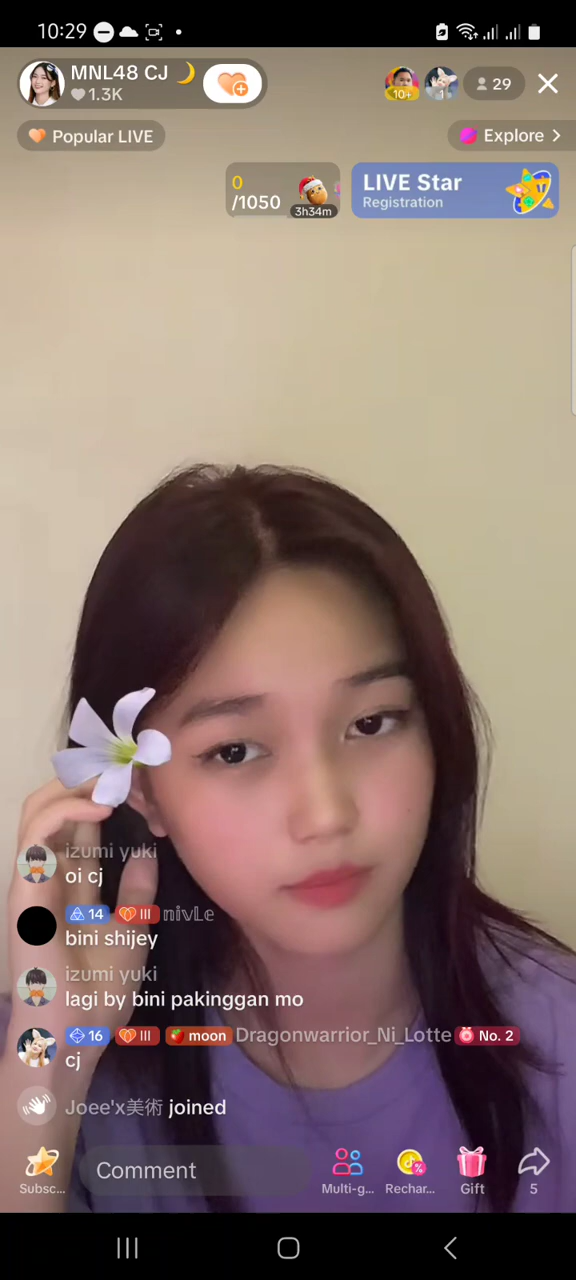 10:29
MNL48 CJ 🌙
1.3K
10+
1
29
Popular LIVE
Explore >
0
/1050
3h34m
LIVE Star
Registration
izumi yuki
oi cj
14 III 𝕟𝕚𝕧𝕃𝕖
bini shijey
izumi yuki
lagi by bini pakinggan mo
16 III moon Dragonwarrior_Ni_Lotte No. 2
cj
Joee'x美術 joined
Comment
Subsc...
Multi-g...
Rechar...
Gift
5